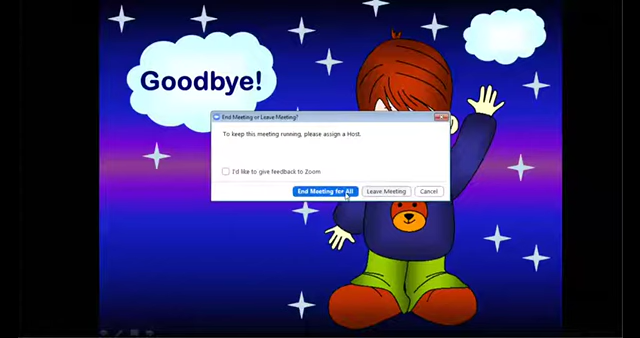 Goodbye!
End Meeting or Leave Meeting?
To keep this meeting running, please assign a Host.
I'd like to give feedback to Zoom
End Meeting for All
Leave Meeting
Cancel